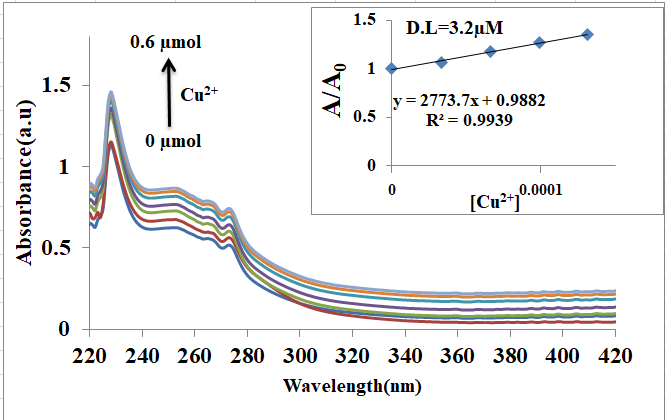 0.6 µmol
Cu²⁺
0 µmol
D.L=3.2µM
y = 2773.7x + 0.9882
R² = 0.9939
A/A₀
1.5
1
0.5
0
0
0.0001
[Cu²⁺]
Absorbance(a.u)
1.5
1
0.5
0
220 240 260 280 300 320 340 360 380 400 420
Wavelength(nm)